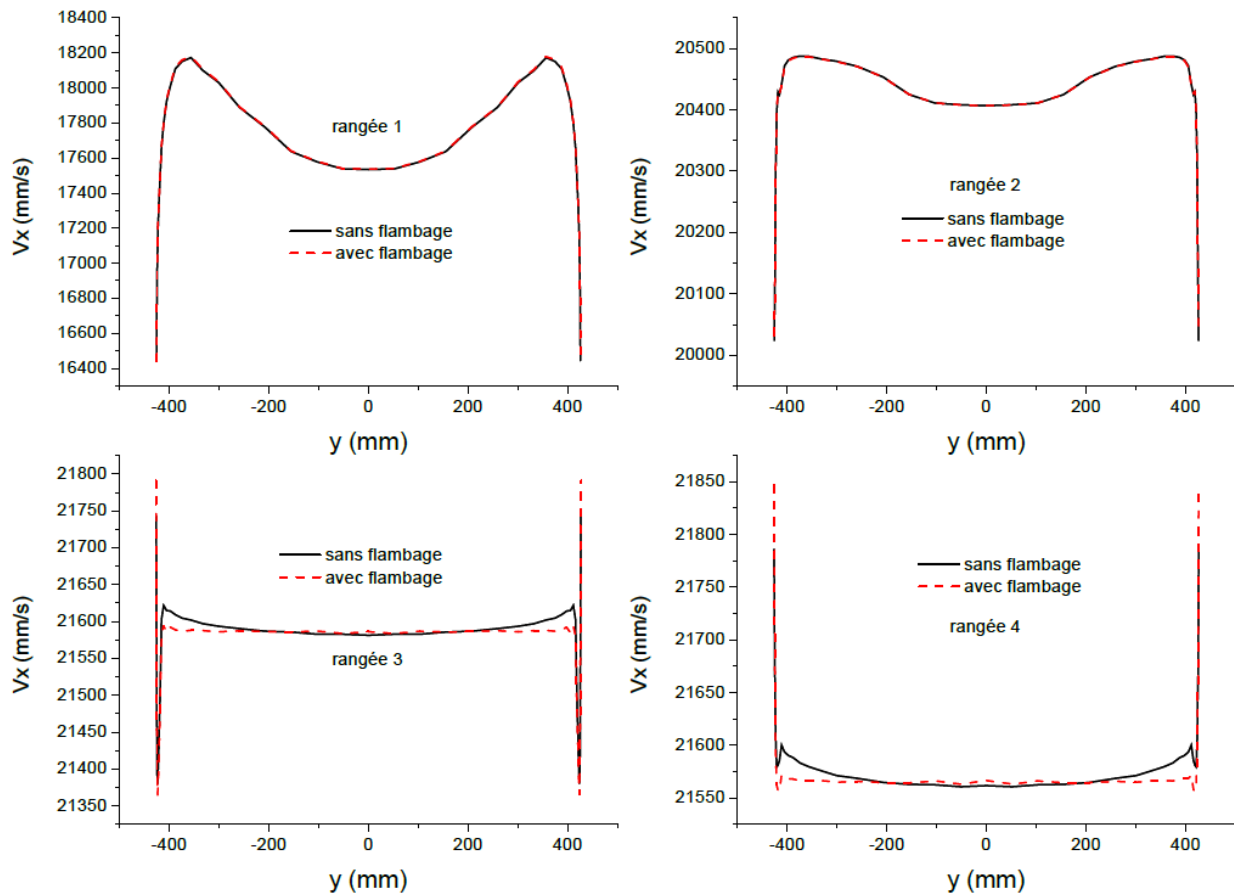 18400
18200
18000
17800
17600
17400
17200
17000
16800
16600
16400
Vx (mm/s)
rangée 1
sans flambage
avec flambage
-400 -200 0 200 400
y (mm)
20500
20400
20300
20200
20100
20000
Vx (mm/s)
rangée 2
sans flambage
avec flambage
-400 -200 0 200 400
y (mm)
21800
21750
21700
21650
21600
21550
21500
21450
21400
21350
Vx (mm/s)
sans flambage
avec flambage
rangée 3
-400 -200 0 200 400
y (mm)
21850
21800
21750
21700
21650
21600
21550
Vx (mm/s)
sans flambage
avec flambage
rangée 4
-400 -200 0 200 400
y (mm)